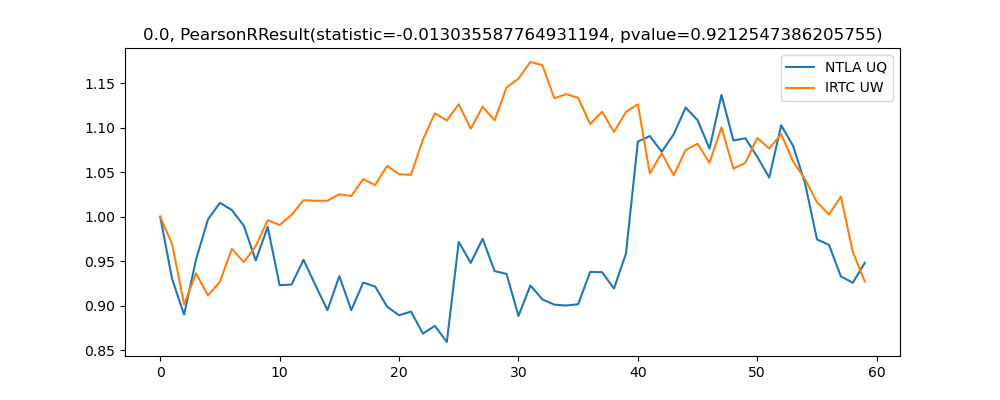 0.0, PearsonRResult(statistic=-0.013035587764931194, pvalue=0.9212547386205755)
NTLA UQ
IRTC UW
1.15
1.10
1.05
1.00
0.95
0.90
0.85
0 10 20 30 40 50 60